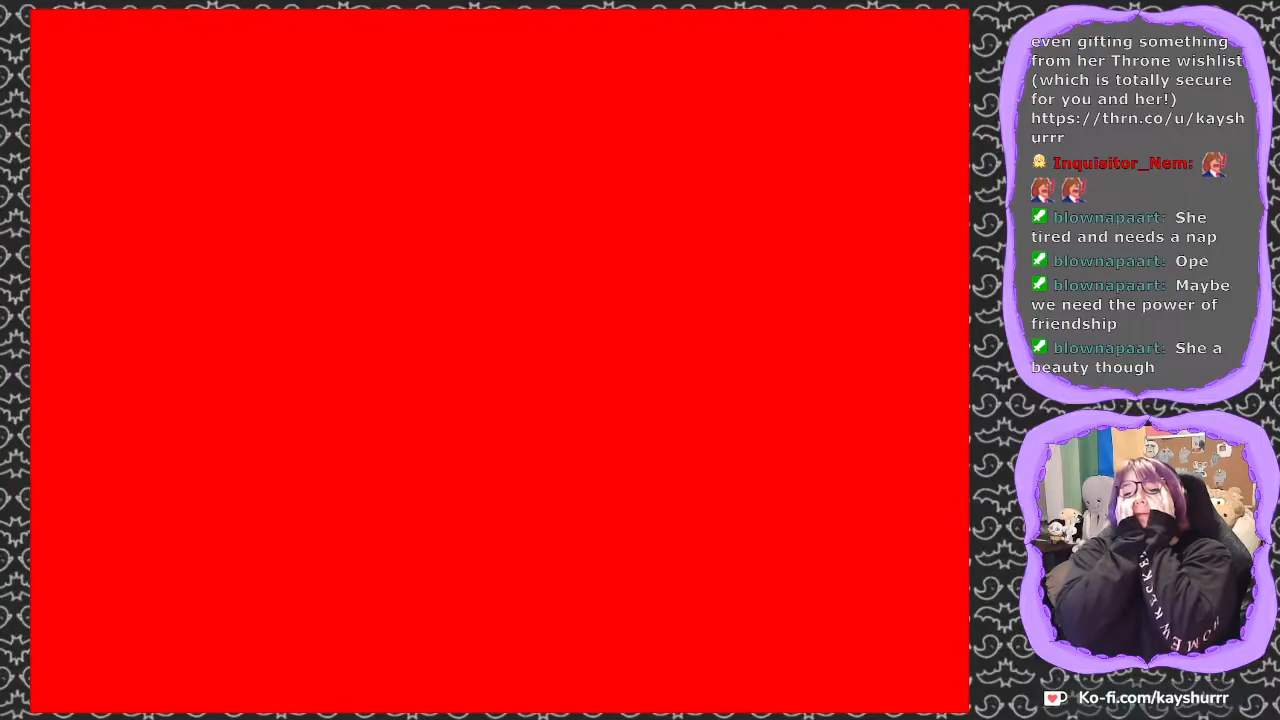 even gifting something
from her Throne wishlist
(which is totally secure
for you and her!)
https://thrn.co/u/kaysh
urrr
Inquisitor_Nem:
blownapaart: She
tired and needs a nap
blownapaart: Ope
blownapaart: Maybe
we need the power of
friendship
blownapaart: She a
beauty though
Ko-fi.com/kayshurrr